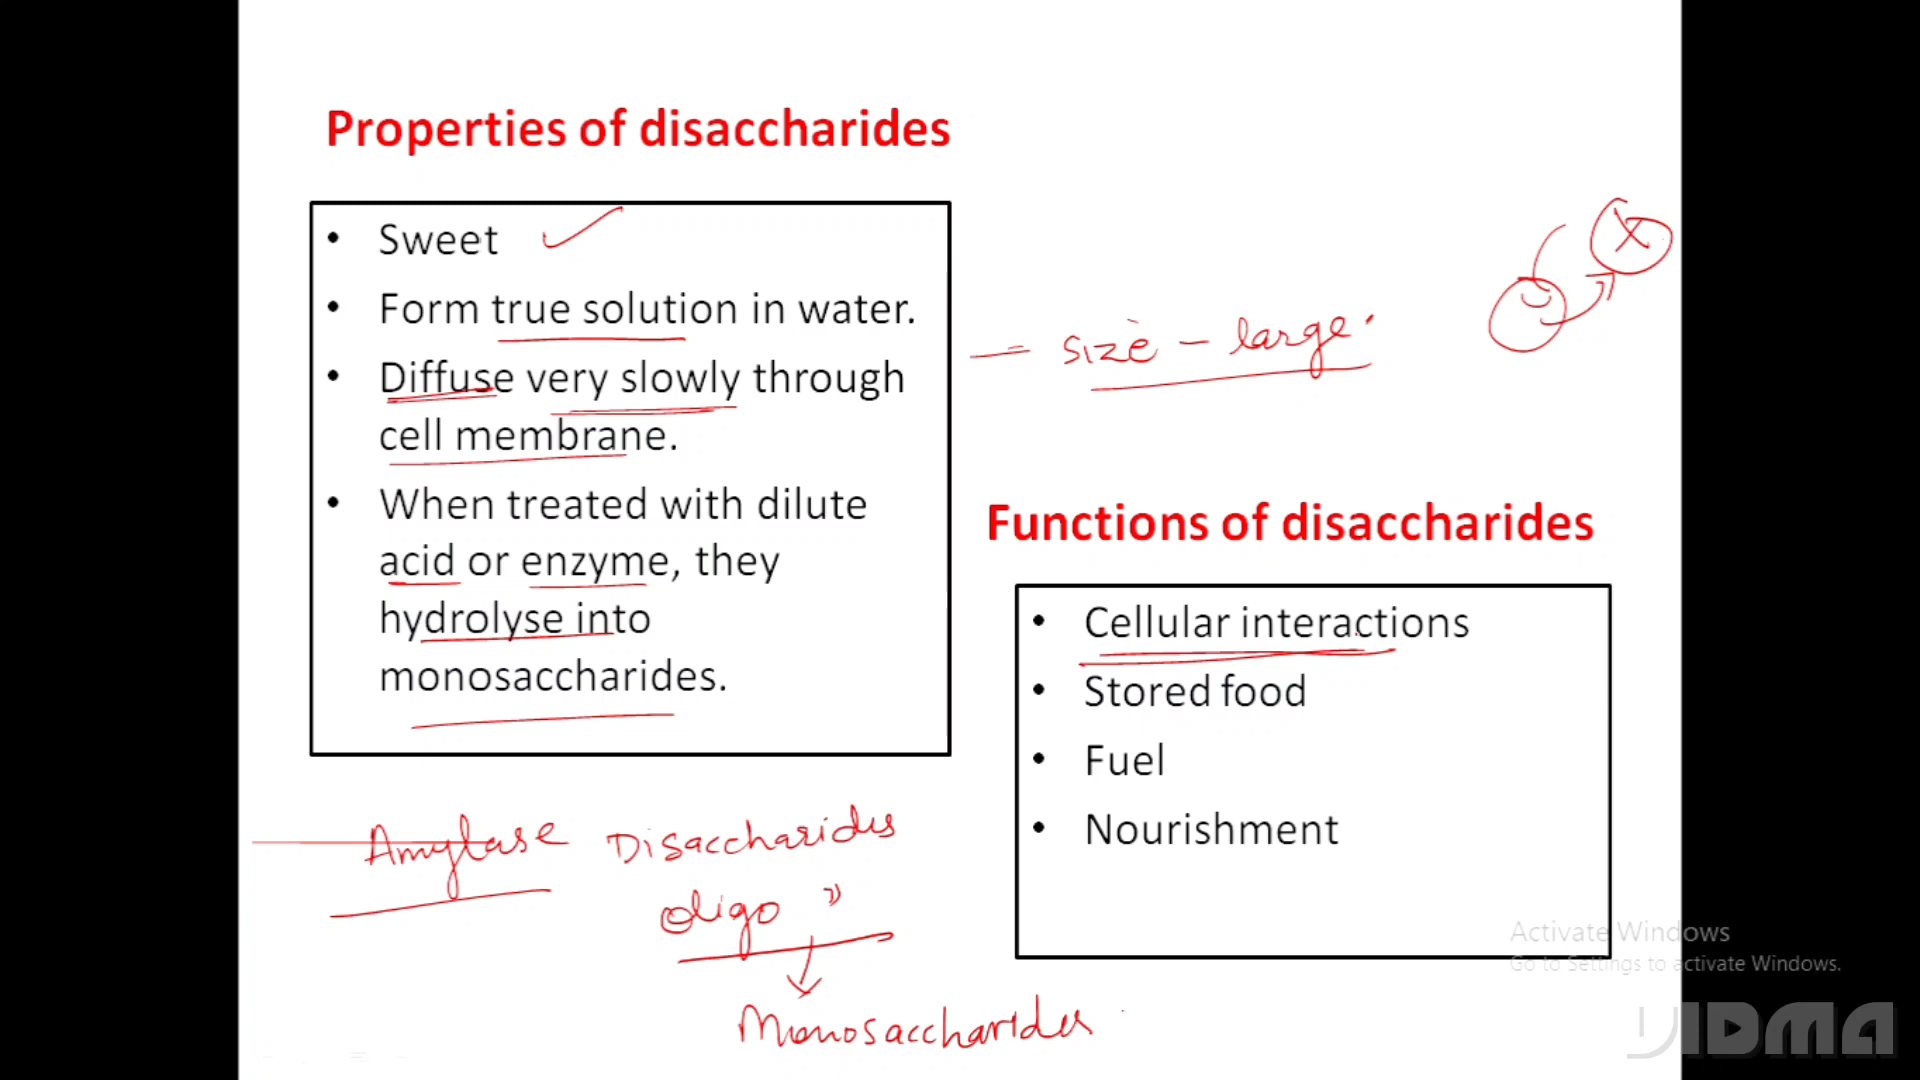 Properties of disaccharides
• Sweet
• Form true solution in water.
• Diffuse very slowly through
cell membrane.
• When treated with dilute
acid or enzyme, they
hydrolyse into
monosaccharides.
– size – large.
X
Functions of disaccharides
• Cellular interactions
• Stored food
• Fuel
• Nourishment
Amylase Disaccharides
oligo "
Monosaccharides
Activate Windows
Go to Settings to activate Windows.
VIDMA